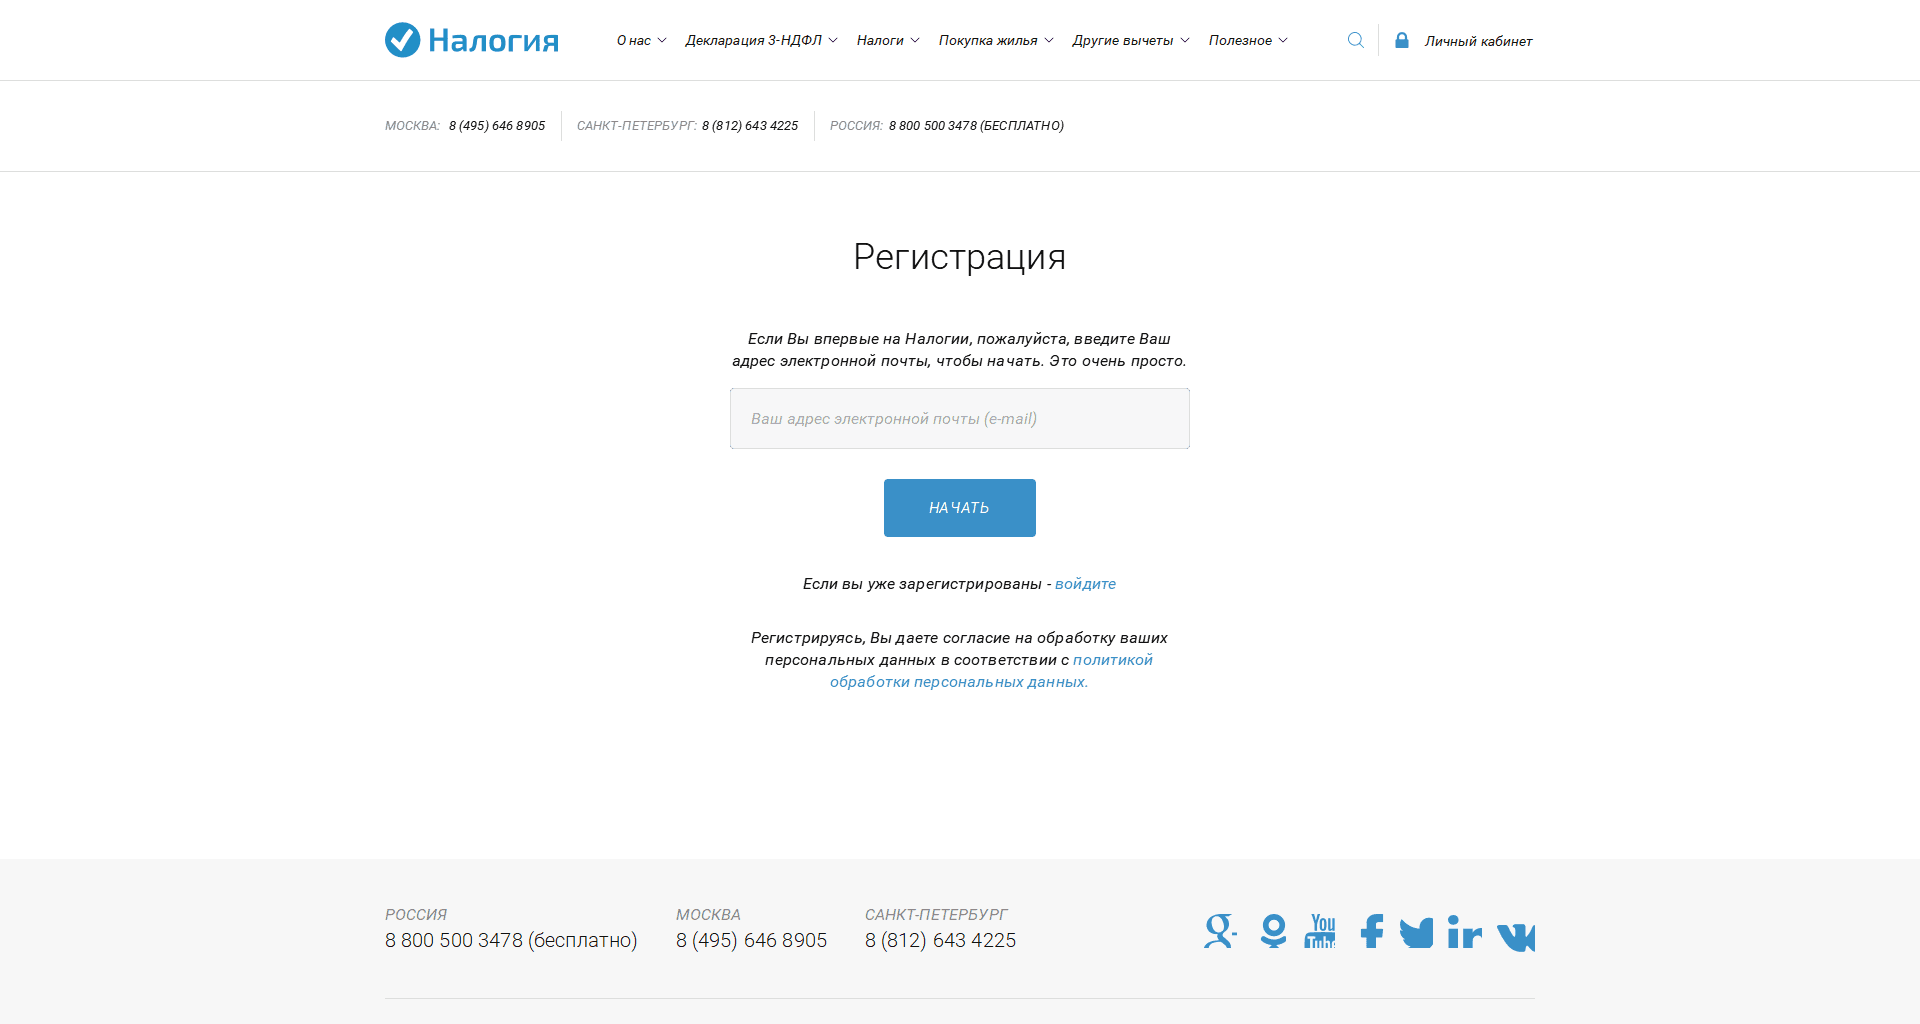 Налогия
О нас
Декларация 3-НДФЛ
Налоги
Покупка жилья
Другие вычеты
Полезное
Личный кабинет
МОСКВА: 8 (495) 646 8905
САНКТ-ПЕТЕРБУРГ: 8 (812) 643 4225
РОССИЯ: 8 800 500 3478 (БЕСПЛАТНО)
Регистрация
Если Вы впервые на Налогии, пожалуйста, введите Ваш
адрес электронной почты, чтобы начать. Это очень просто.
Ваш адрес электронной почты (e-mail)
НАЧАТЬ
Если вы уже зарегистрированы - войдите
Регистрируясь, Вы даете согласие на обработку ваших
персональных данных в соответствии с политикой
обработки персональных данных.
РОССИЯ
8 800 500 3478 (бесплатно)
МОСКВА
8 (495) 646 8905
САНКТ-ПЕТЕРБУРГ
8 (812) 643 4225
You
Tube